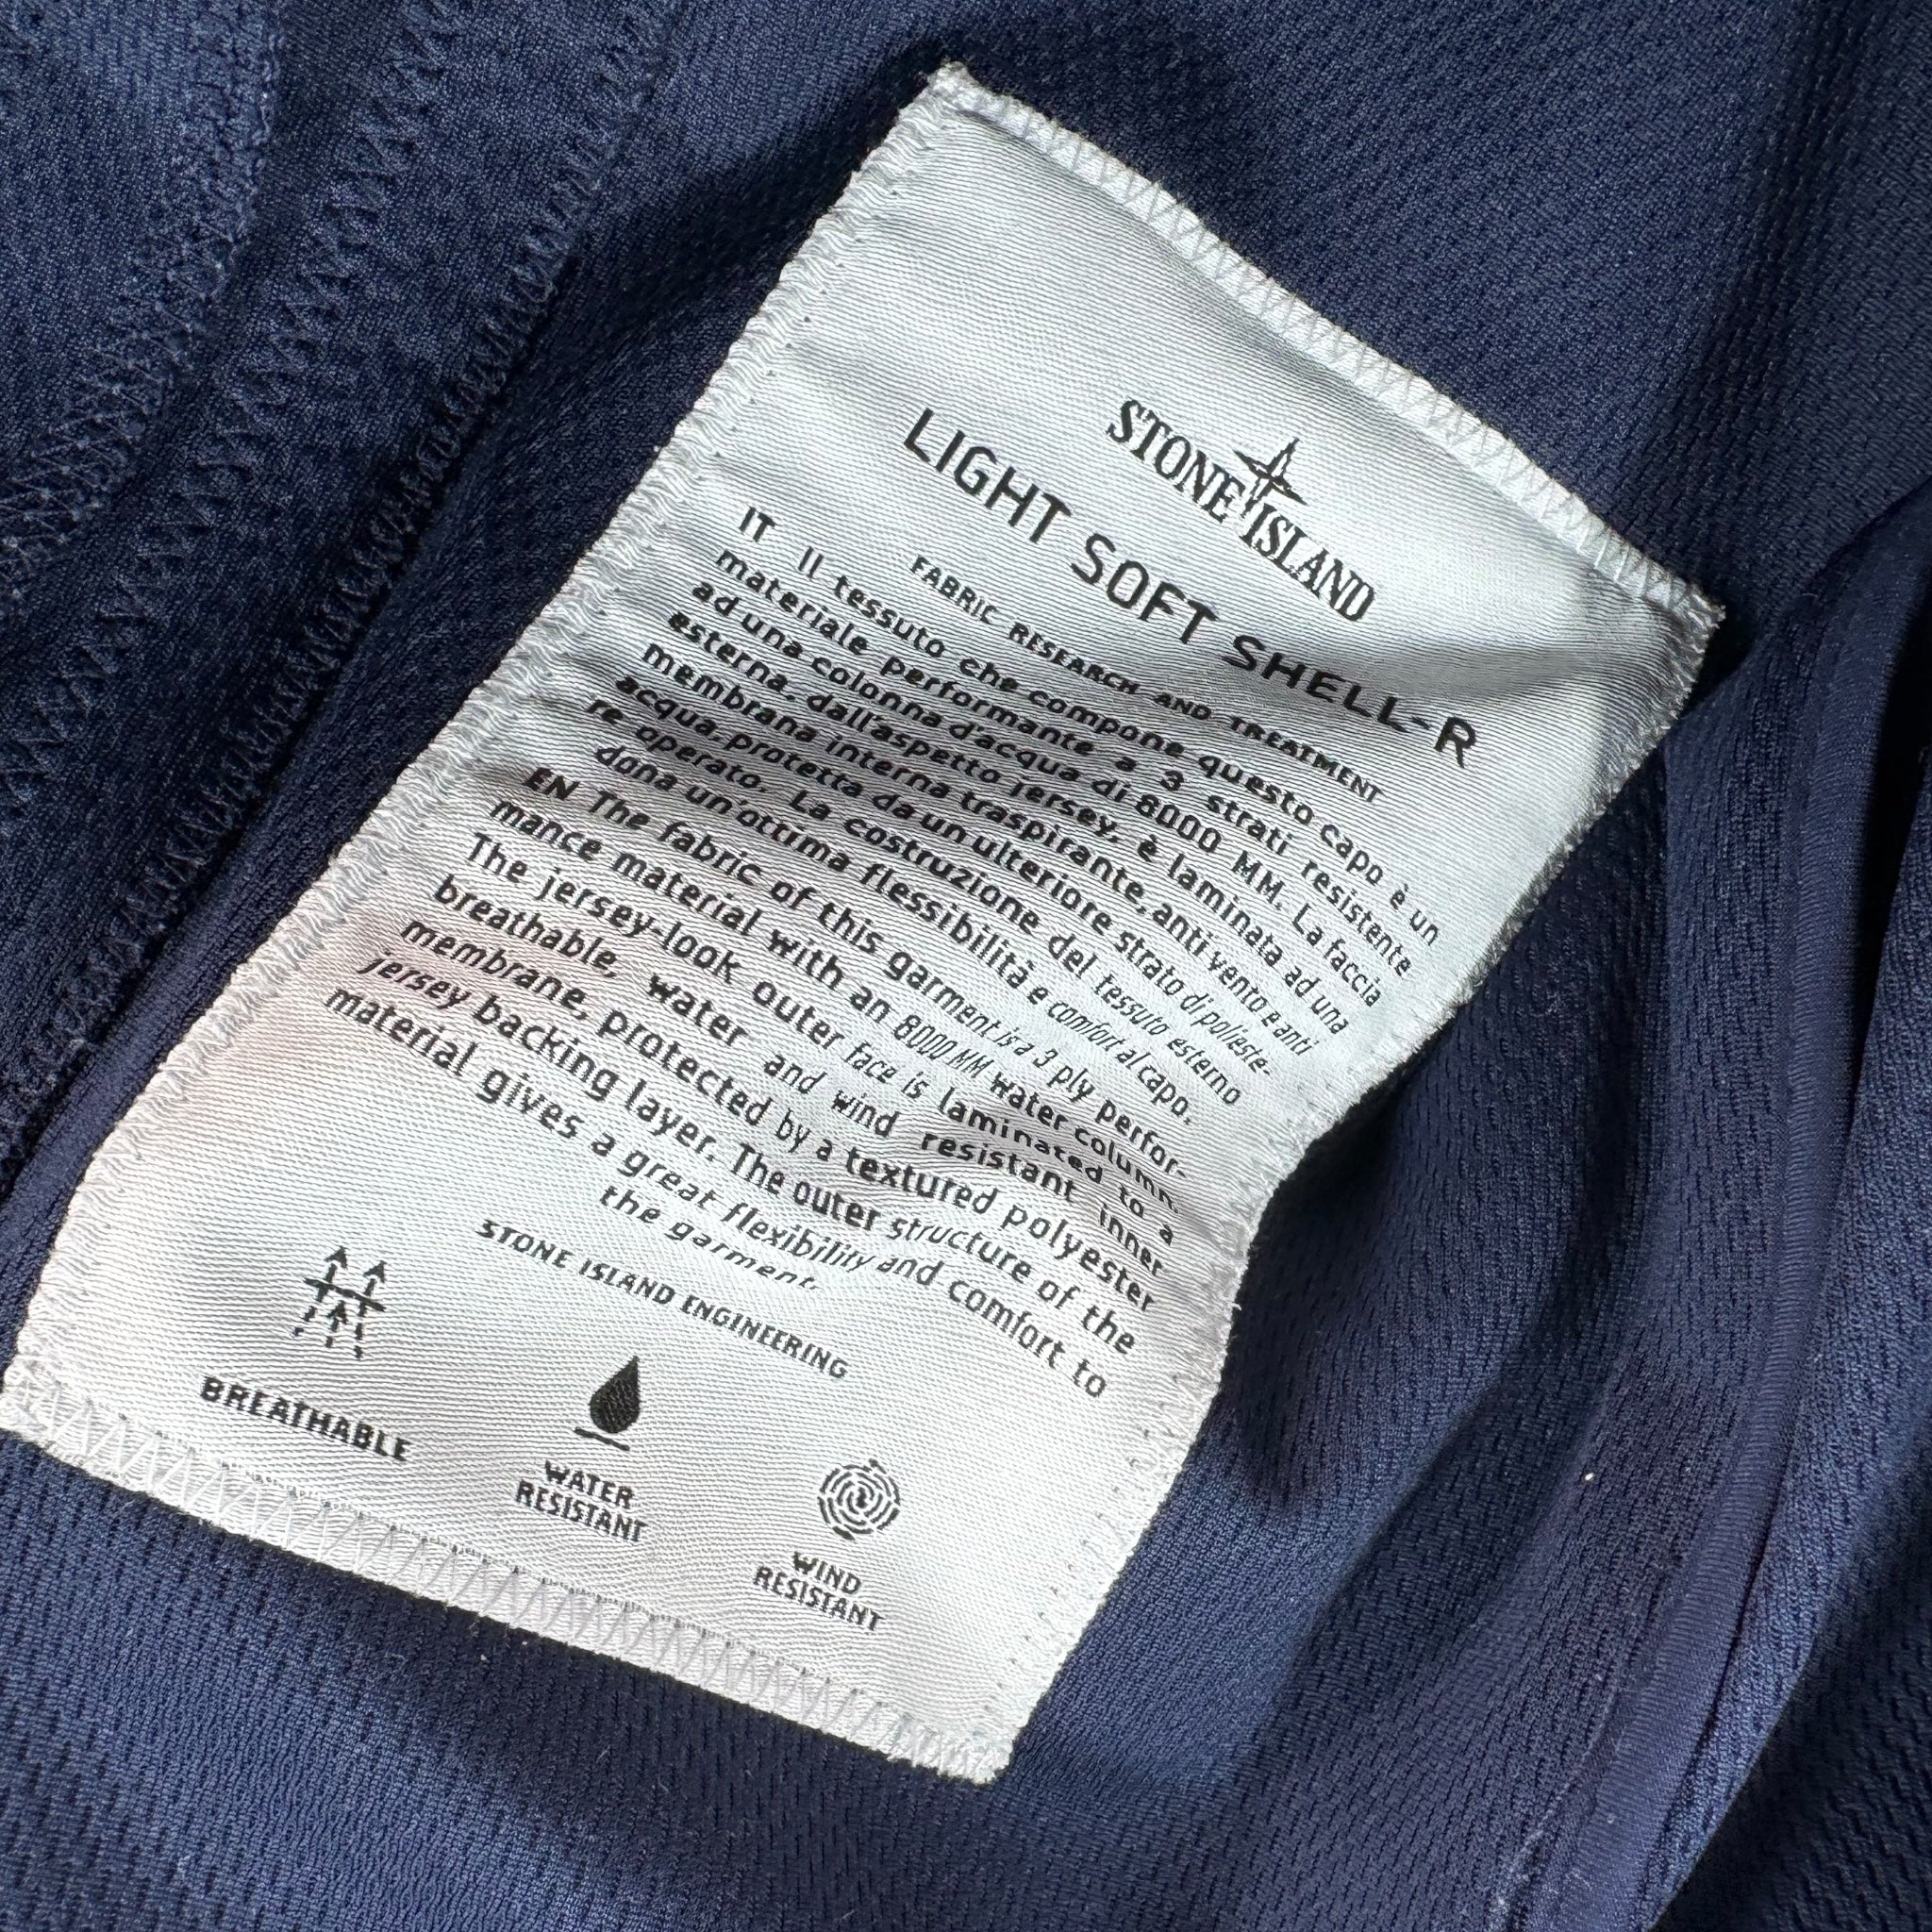 STONE ISLAND
LIGHT SOFT SHELL-R
FABRIC RESEARCH AND TREATMENT
IT Il tessuto che compone questo capo è un
materiale performante a 3 strati resistente
ad una colonna d'acqua di 8000 MM. La faccia
esterna, dall'aspetto jersey, è laminata ad una
membrana interna traspirante, anti vento e anti
acqua, protetta da un ulteriore strato di polieste-
re operato. La costruzione del tessuto esterno
dona un'ottima flessibilità e comfort al capo.
EN The fabric of this garment is a 3 ply perfor-
mance material with an 8000 MM water column.
The jersey-look outer face is laminated to a
breathable, water and wind resistant inner
membrane, protected by a textured polyester
jersey backing layer. The outer structure of the
material gives a great flexibility and comfort to
the garment.
STONE ISLAND ENGINEERING
BREATHABLE
WATER
RESISTANT
WIND
RESISTANT